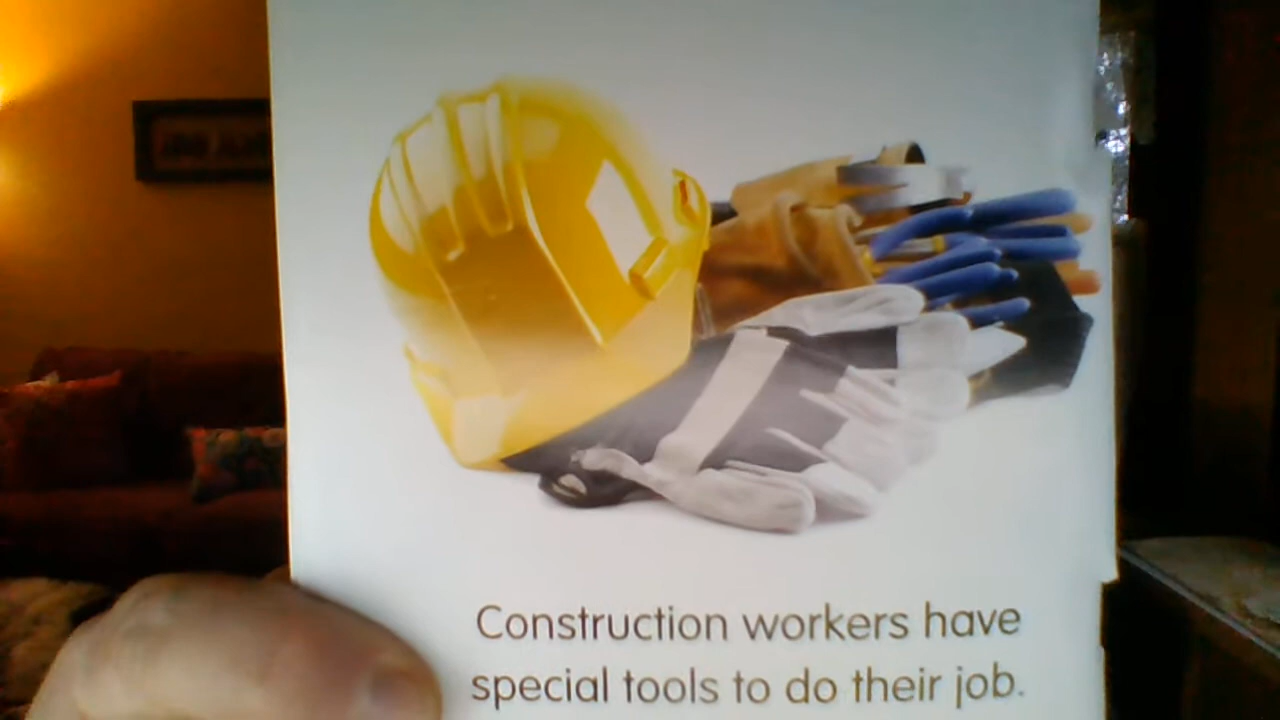 Construction workers have
special tools to do their job.